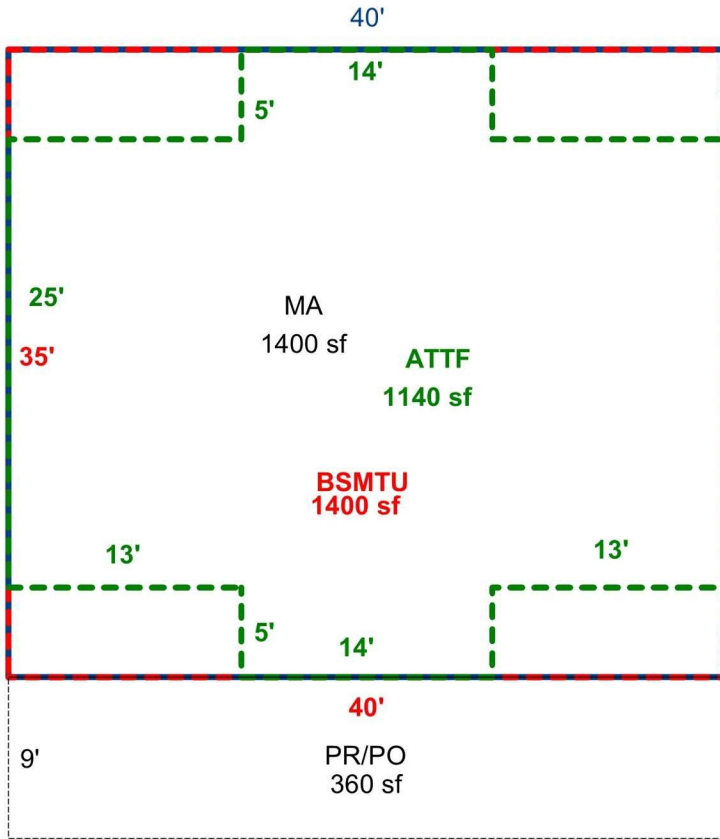 40'
14'
5'
25'
MA
1400 sf
35'
ATTF
1140 sf
BSMTU
1400 sf
13'
13'
5'
14'
40'
9'
PR/PO
360 sf